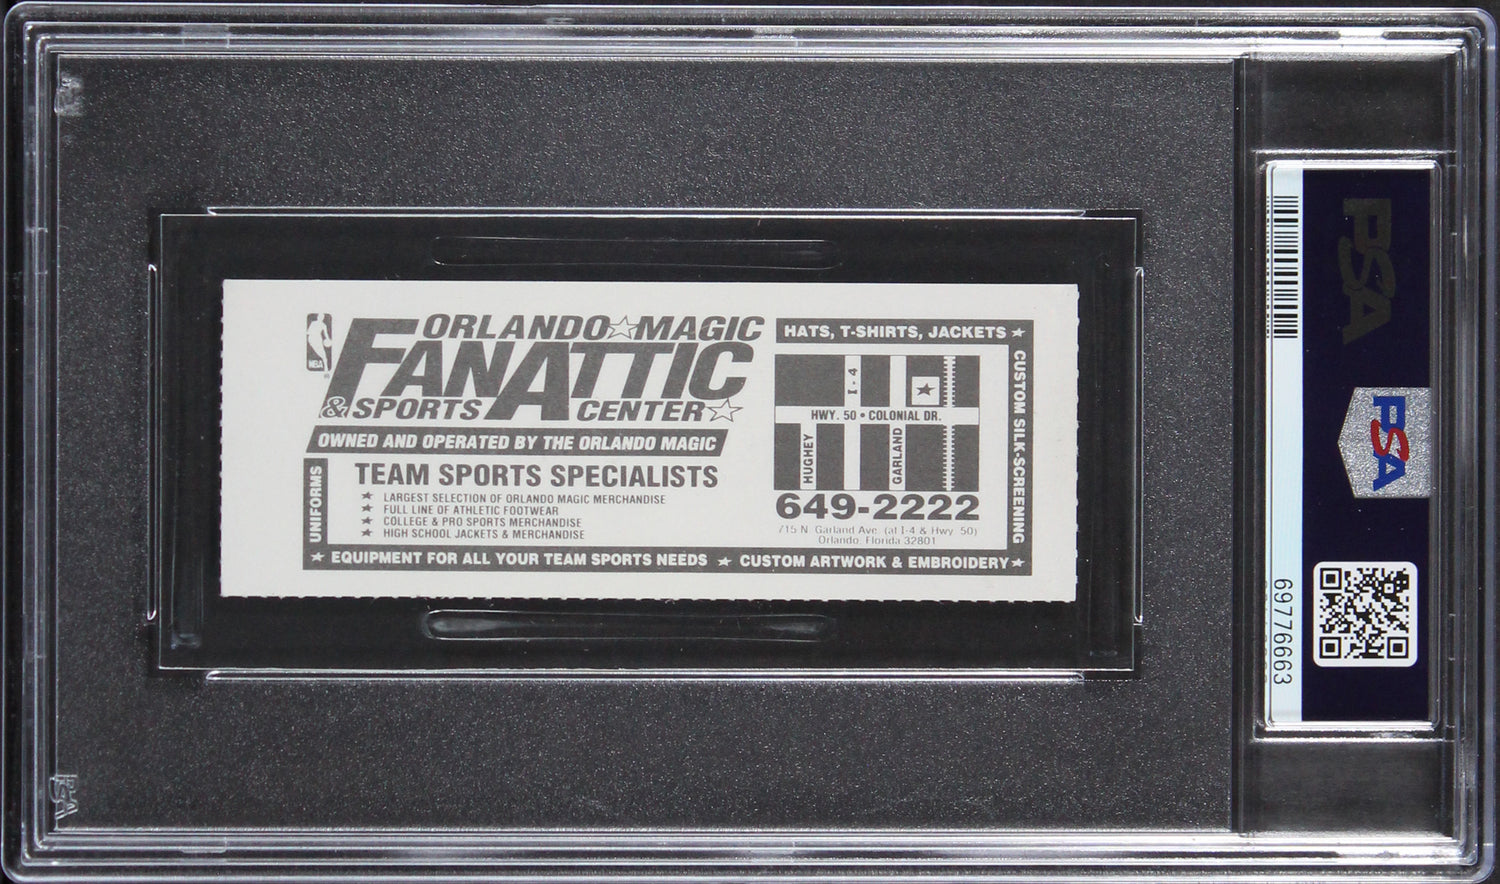 NBA
ORLANDO MAGIC
FANATTIC
& SPORTS CENTER
OWNED AND OPERATED BY THE ORLANDO MAGIC
UNIFORMS
TEAM SPORTS SPECIALISTS
★ LARGEST SELECTION OF ORLANDO MAGIC MERCHANDISE
★ FULL LINE OF ATHLETIC FOOTWEAR
★ COLLEGE & PRO SPORTS MERCHANDISE
★ HIGH SCHOOL JACKETS & MERCHANDISE
★ EQUIPMENT FOR ALL YOUR TEAM SPORTS NEEDS ★ CUSTOM ARTWORK & EMBROIDERY ★
HATS, T-SHIRTS, JACKETS ★
CUSTOM SILK-SCREENING
I-4
HWY. 50 • COLONIAL DR.
HUGHEY
GARLAND
649-2222
715 N. Garland Ave. (at I-4 & Hwy. 50)
Orlando, Florida 32801
PSA
PSA
69776663
PSA
PSA